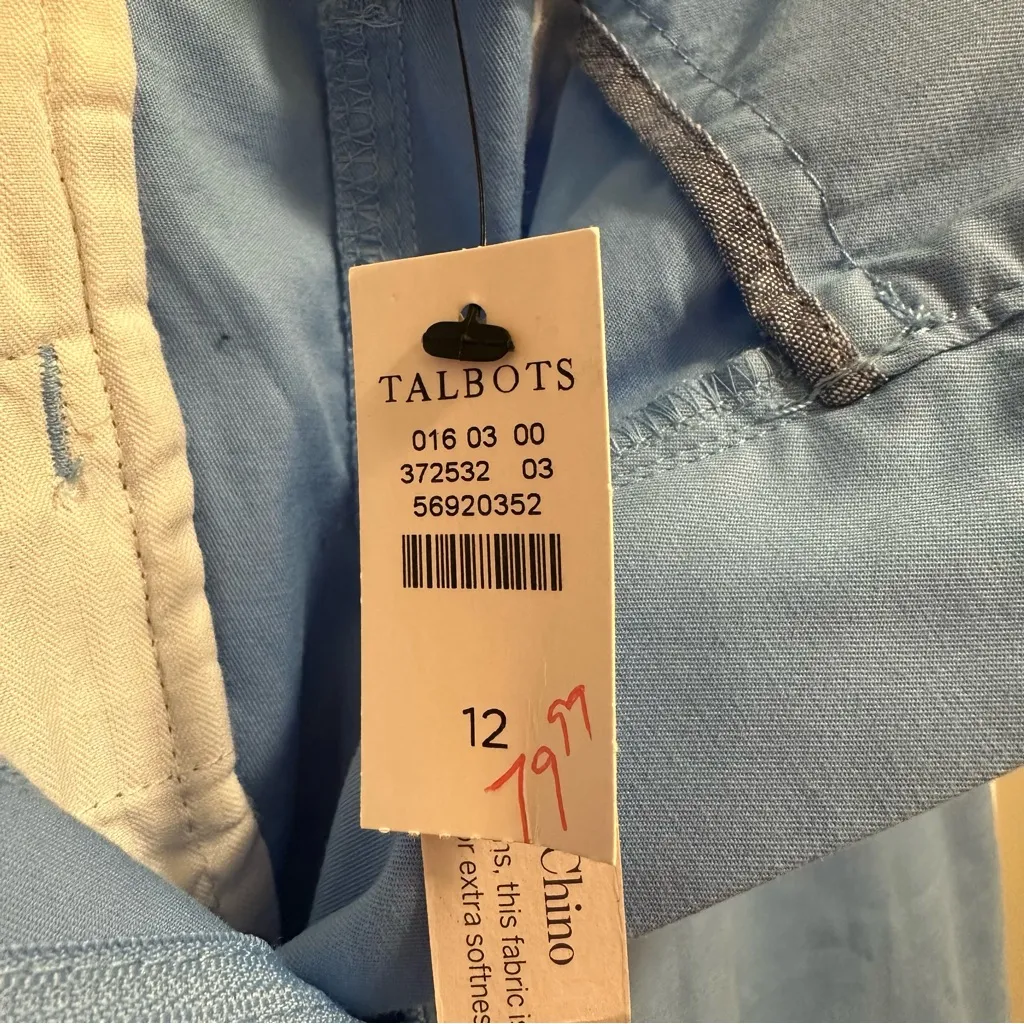 TALBOTS
016 03 00
372532 03
56920352
12
19⁹⁹
Chino
ns, this fabric is
r extra softnes